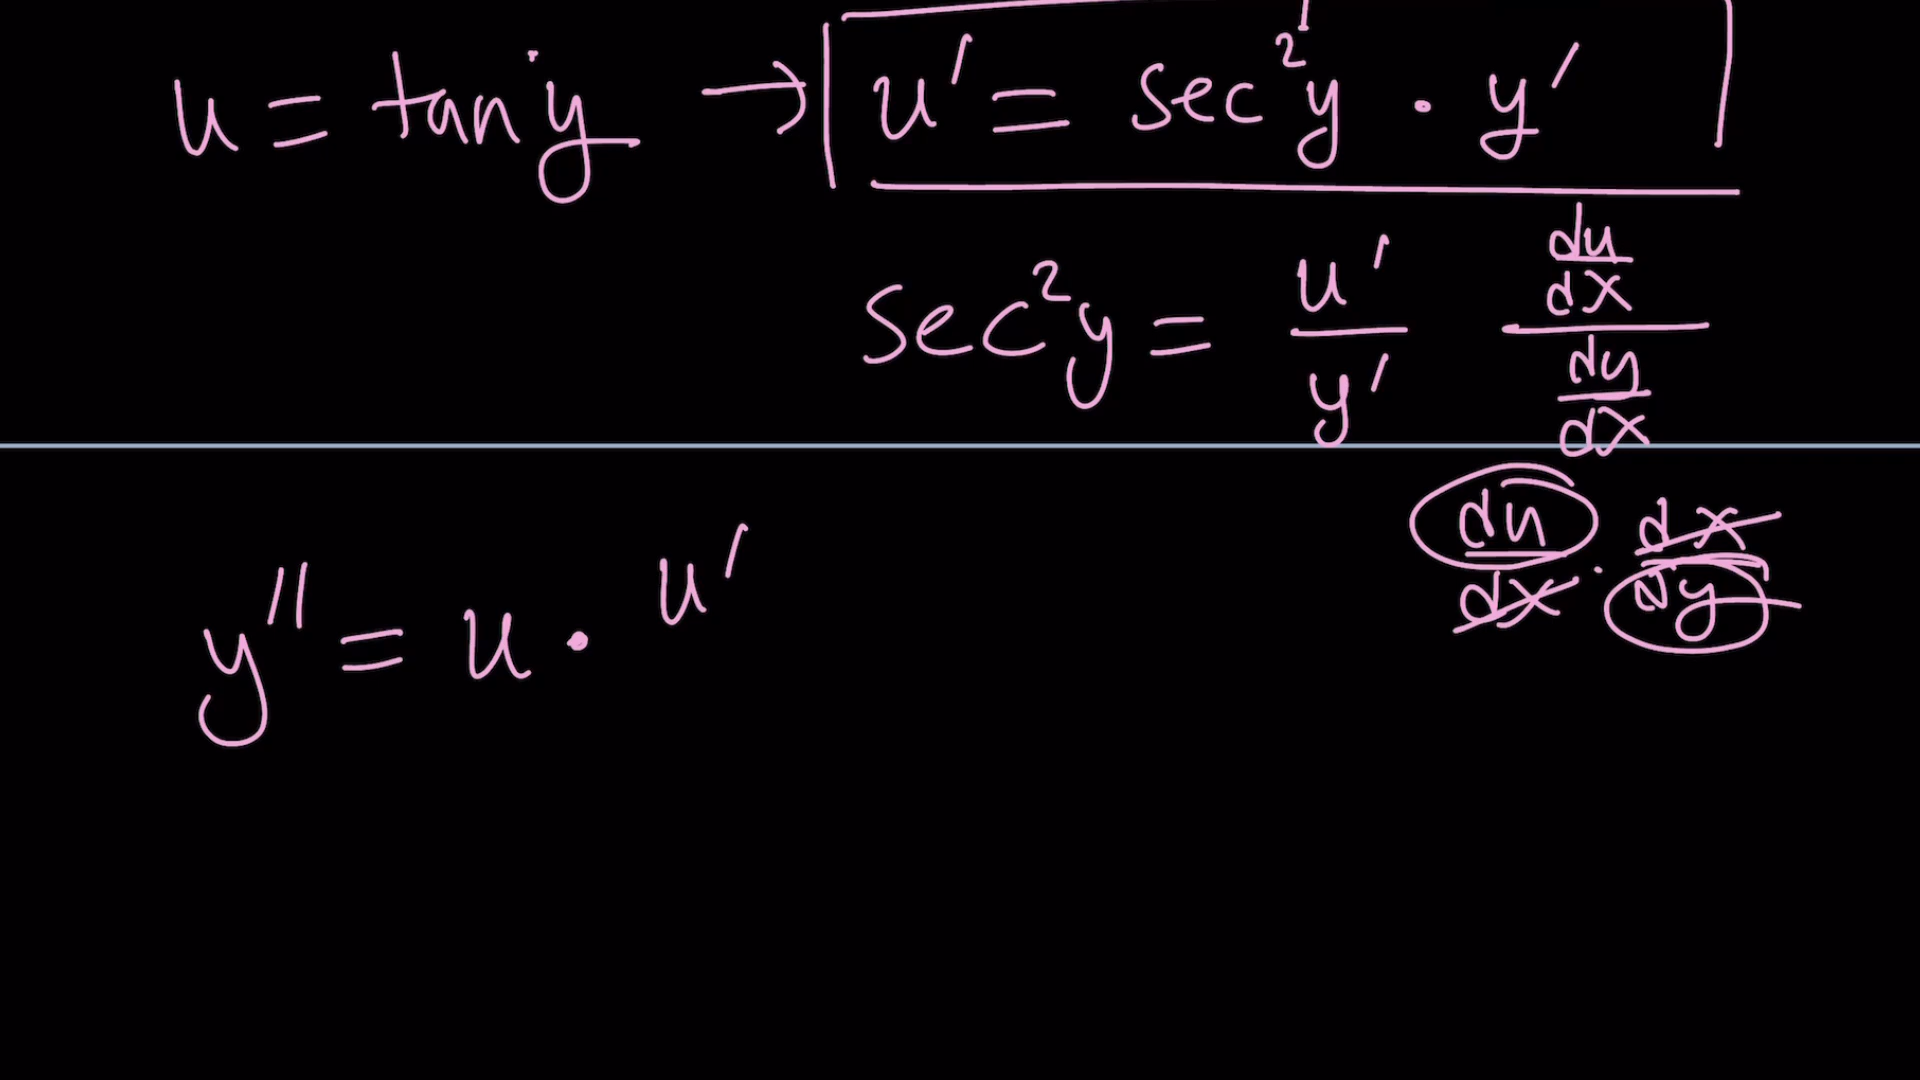 u = tan y → u' = sec²y · y'
sec²y = u'/y' (du/dx)/(dy/dx)
du/dx · dx/dy
y'' = u · u'